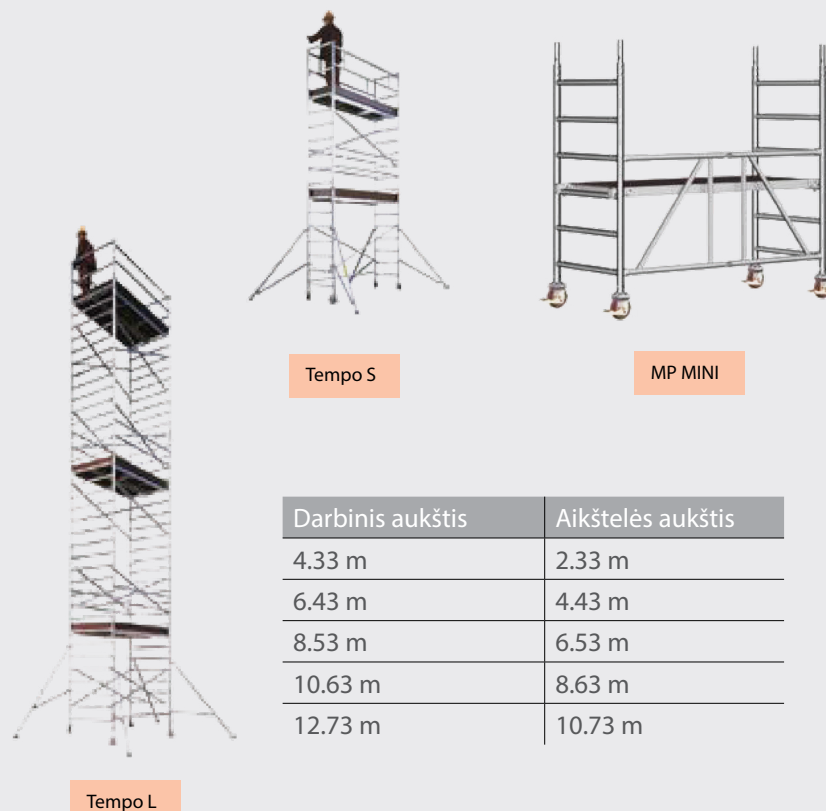 Tempo S
MP MINI
Darbinis aukštis Aikštelės aukštis
4.33 m 2.33 m
6.43 m 4.43 m
8.53 m 6.53 m
10.63 m 8.63 m
12.73 m 10.73 m
Tempo L